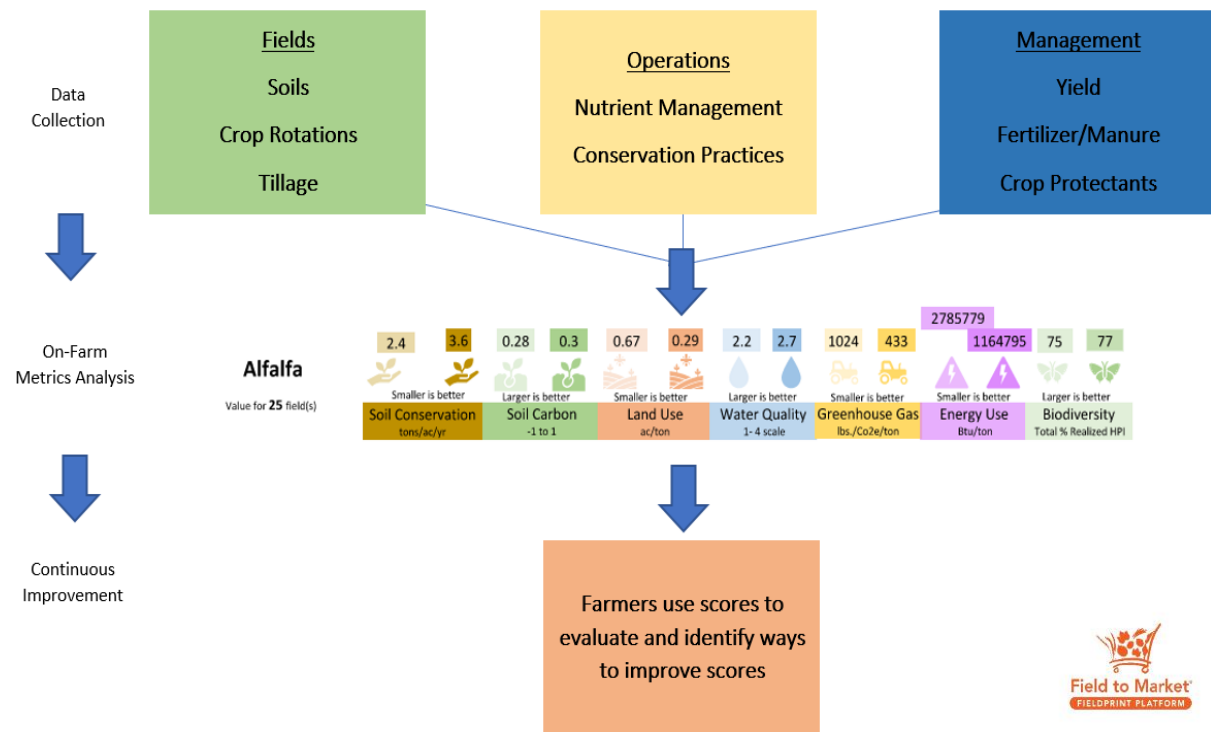 Data
Collection
Fields
Soils
Crop Rotations
Tillage
Operations
Nutrient Management
Conservation Practices
Management
Yield
Fertilizer/Manure
Crop Protectants
On-Farm
Metrics Analysis
Alfalfa
Value for 25 field(s)
2.4 3.6
Smaller is better
Soil Conservation
tons/ac/yr
0.28 0.3
Larger is better
Soil Carbon
-1 to 1
0.67 0.29
Smaller is better
Land Use
ac/ton
2.2 2.7
Larger is better
Water Quality
1- 4 scale
1024 433
Smaller is better
Greenhouse Gas
lbs./Co2e/ton
2785779
1164795
Smaller is better
Energy Use
Btu/ton
75 77
Larger is better
Biodiversity
Total % Realized HPI
Continuous
Improvement
Farmers use scores to
evaluate and identify ways
to improve scores
Field to Market®
FIELDPRINT PLATFORM